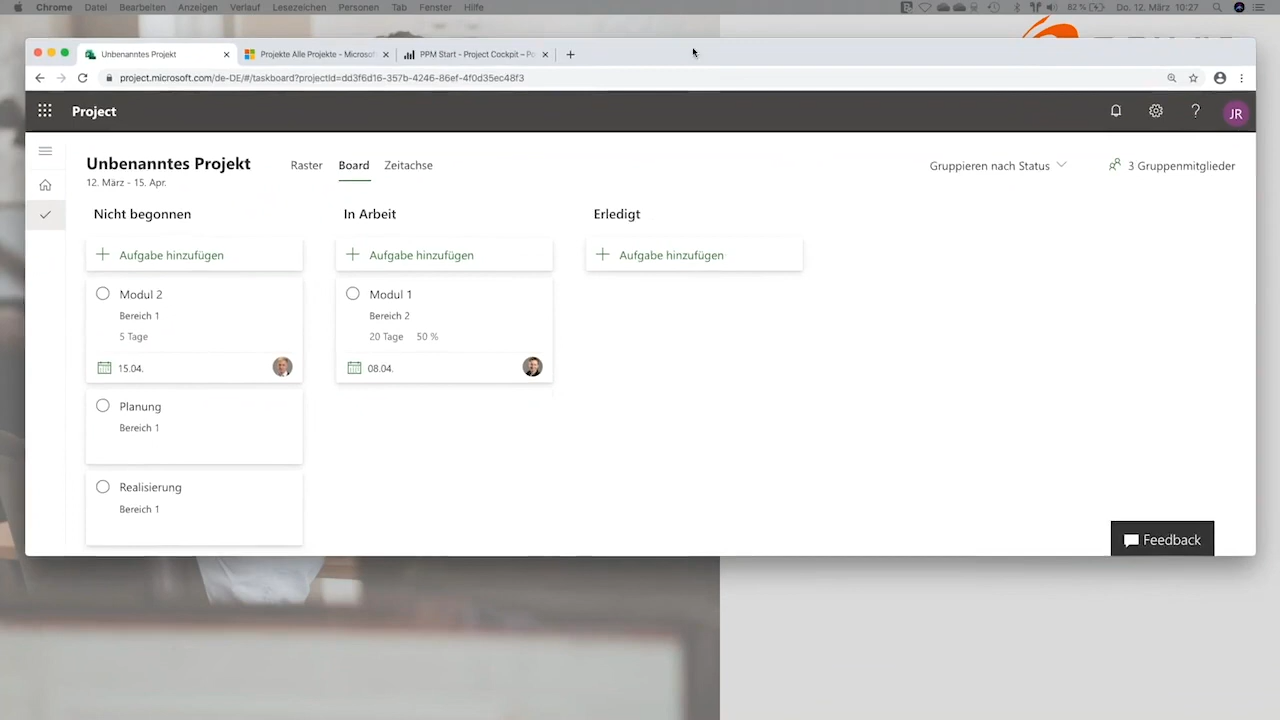 Chrome Datei Bearbeiten Anzeigen Verlauf Lesezeichen Personen Tab Fenster Hilfe 82 % Do. 12. März 10:27
Unbenanntes Projekt Projekte Alle Projekte - Microsof PPM Start - Project Cockpit – Po
project.microsoft.com/de-DE/#/taskboard?projectId=dd3f6d16-357b-4246-86ef-4f0d35ec48f3
Project JR
Unbenanntes Projekt Raster Board Zeitachse Gruppieren nach Status 3 Gruppenmitglieder
12. März - 15. Apr.
Nicht begonnen In Arbeit Erledigt
Aufgabe hinzufügen Aufgabe hinzufügen Aufgabe hinzufügen
Modul 2 Modul 1
Bereich 1 Bereich 2
5 Tage 20 Tage 50 %
15.04. 08.04.
Planung
Bereich 1
Realisierung
Bereich 1
Feedback